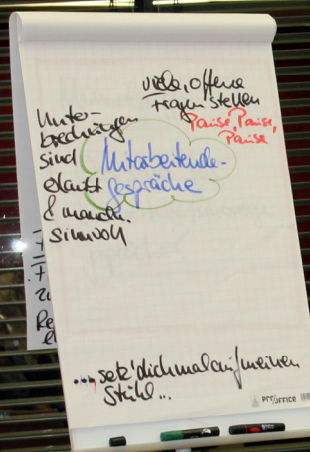 viele, offene
Fragen stellen
Pause, Pause,
Pause
Unter-
brechungen
sind
erlaubt
& manchm.
sinnvoll
Mitarbeitende-
gespräche
...setz' dich mal auf meinen
Stuhl...
OFFICE